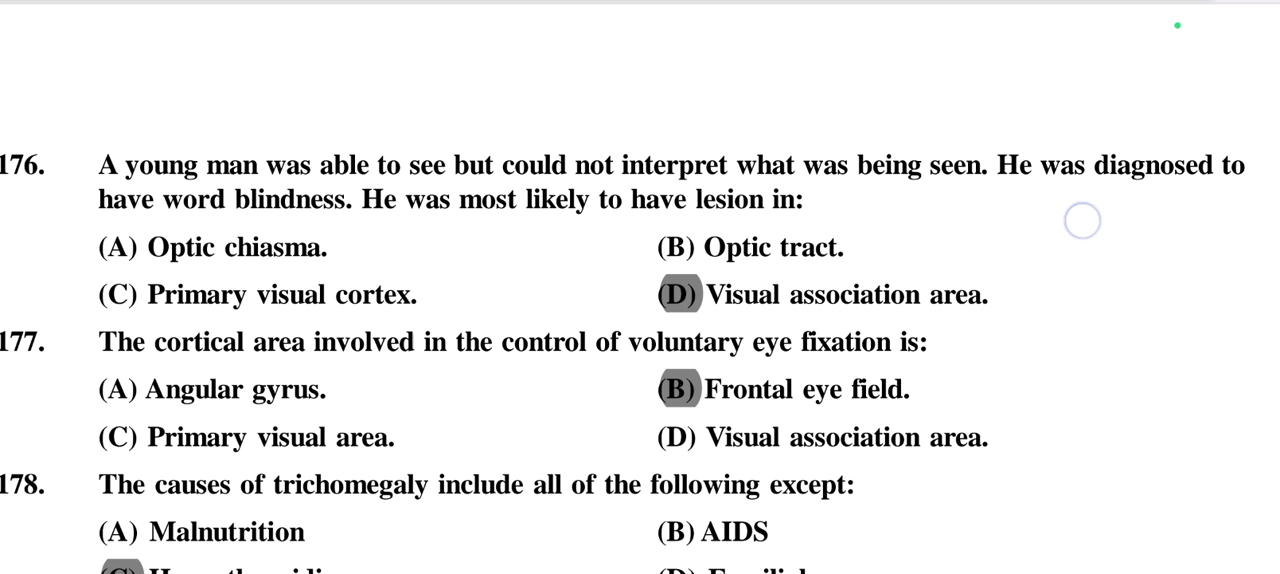 176. A young man was able to see but could not interpret what was being seen. He was diagnosed to
have word blindness. He was most likely to have lesion in:
(A) Optic chiasma. (B) Optic tract.
(C) Primary visual cortex. (D) Visual association area.
177. The cortical area involved in the control of voluntary eye fixation is:
(A) Angular gyrus. (B) Frontal eye field.
(C) Primary visual area. (D) Visual association area.
178. The causes of trichomegaly include all of the following except:
(A) Malnutrition (B) AIDS